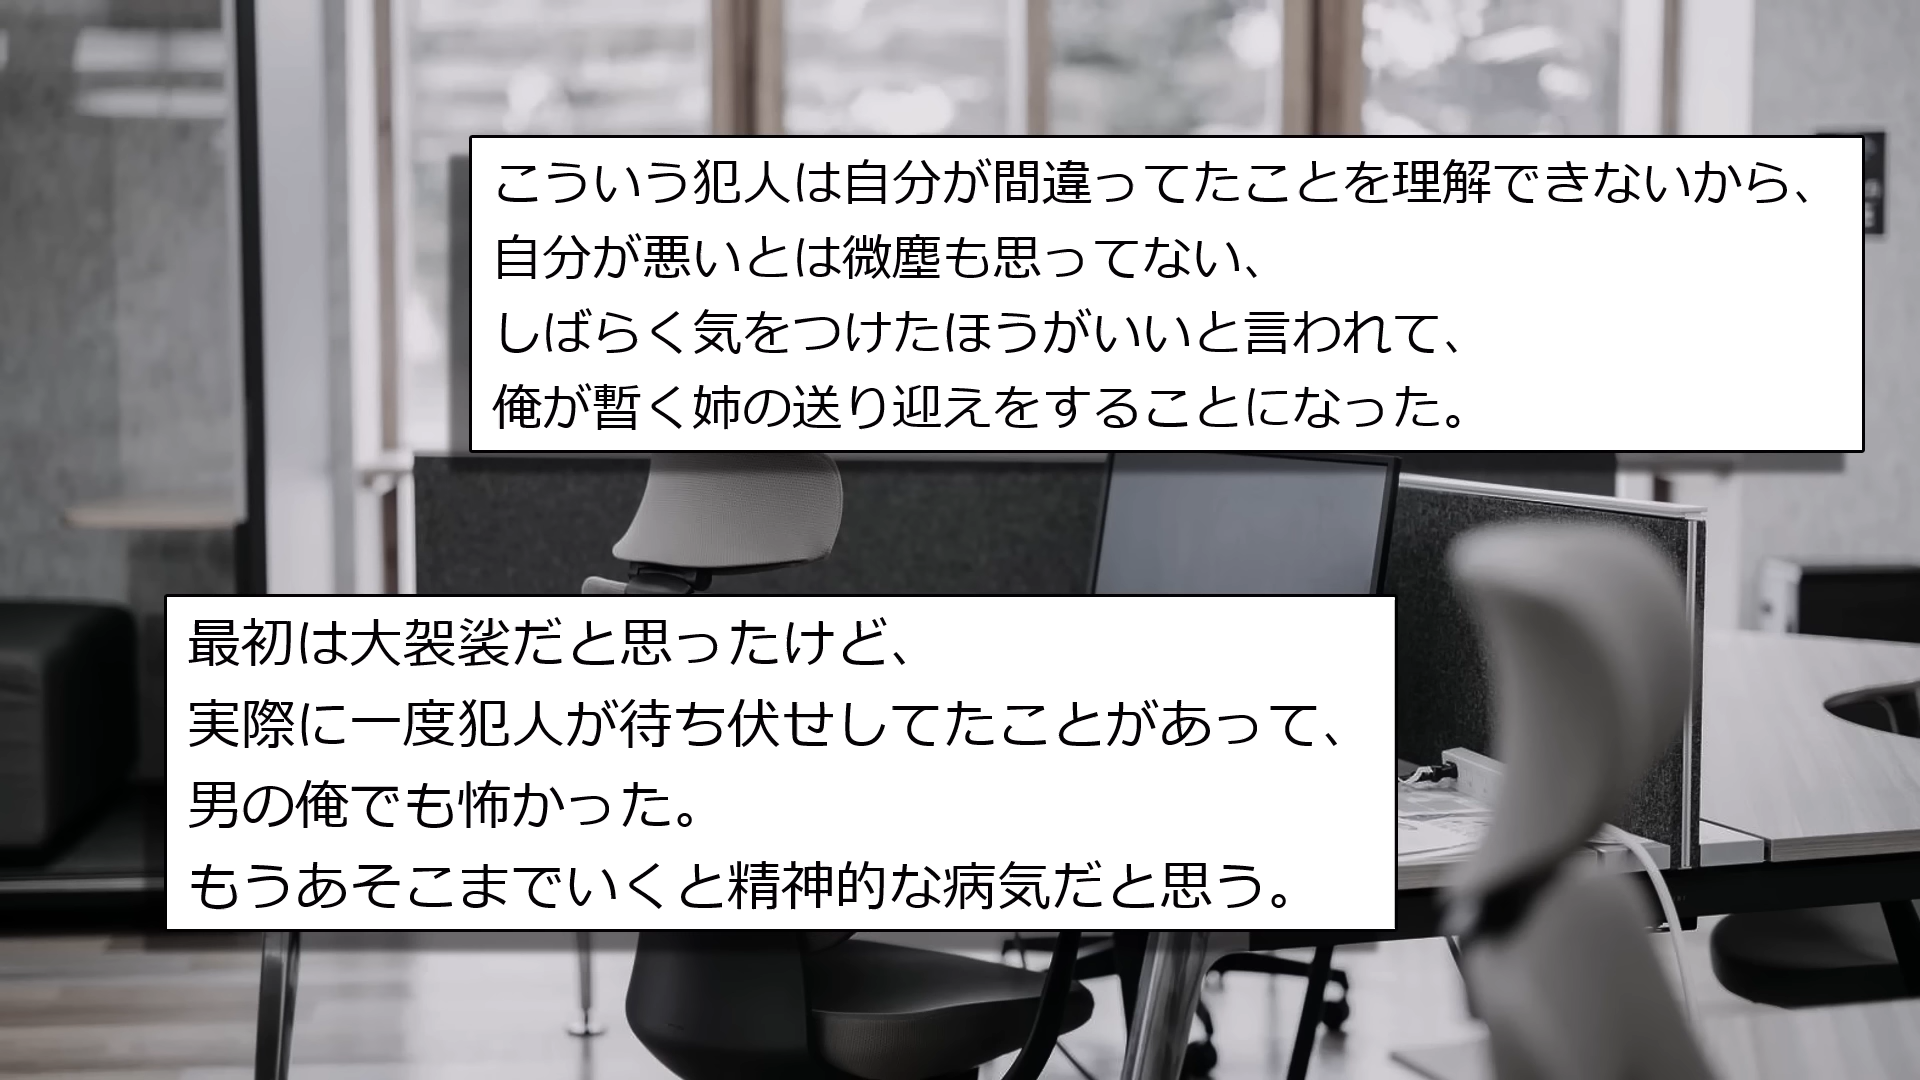 こういう犯人は自分が間違ってたことを理解できないから、
自分が悪いとは微塵も思ってない、
しばらく気をつけたほうがいいと言われて、
俺が暫く姉の送り迎えをすることになった。
最初は大袈裟だと思ったけど、
実際に一度犯人が待ち伏せしてたことがあって、
男の俺でも怖かった。
もうあそこまでいくと精神的な病気だと思う。